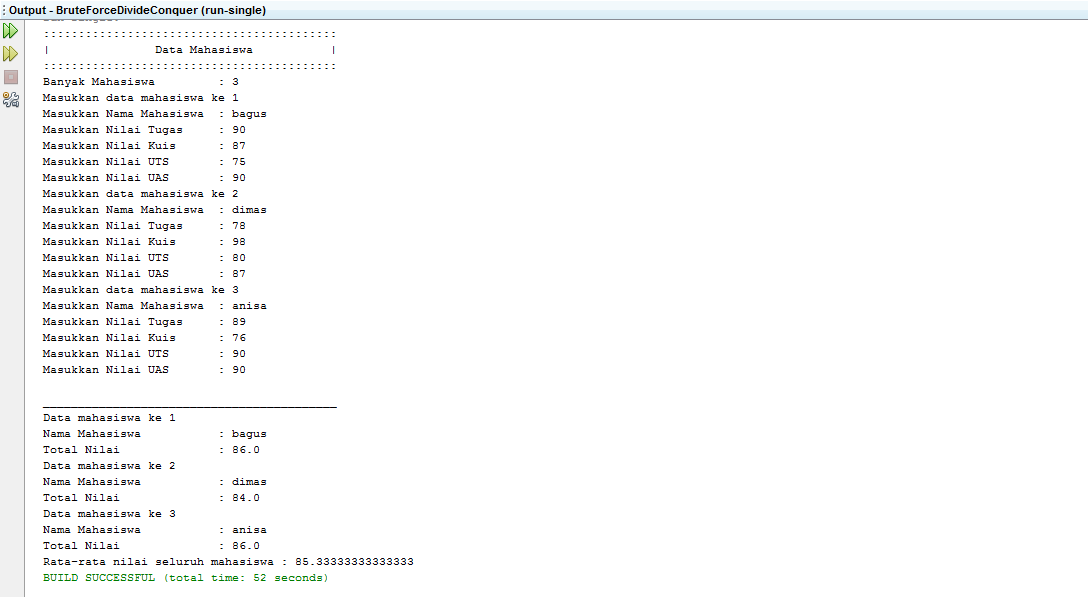 Output - BruteForceDivideConquer (run-single)
::::::::::::::::::::::::::::::::::::::::::
| Data Mahasiswa |
::::::::::::::::::::::::::::::::::::::::::
Banyak Mahasiswa : 3
Masukkan data mahasiswa ke 1
Masukkan Nama Mahasiswa : bagus
Masukkan Nilai Tugas : 90
Masukkan Nilai Kuis : 87
Masukkan Nilai UTS : 75
Masukkan Nilai UAS : 90
Masukkan data mahasiswa ke 2
Masukkan Nama Mahasiswa : dimas
Masukkan Nilai Tugas : 78
Masukkan Nilai Kuis : 98
Masukkan Nilai UTS : 80
Masukkan Nilai UAS : 87
Masukkan data mahasiswa ke 3
Masukkan Nama Mahasiswa : anisa
Masukkan Nilai Tugas : 89
Masukkan Nilai Kuis : 76
Masukkan Nilai UTS : 90
Masukkan Nilai UAS : 90
__________________________________________
Data mahasiswa ke 1
Nama Mahasiswa : bagus
Total Nilai : 86.0
Data mahasiswa ke 2
Nama Mahasiswa : dimas
Total Nilai : 84.0
Data mahasiswa ke 3
Nama Mahasiswa : anisa
Total Nilai : 86.0
Rata-rata nilai seluruh mahasiswa : 85.33333333333333
BUILD SUCCESSFUL (total time: 52 seconds)